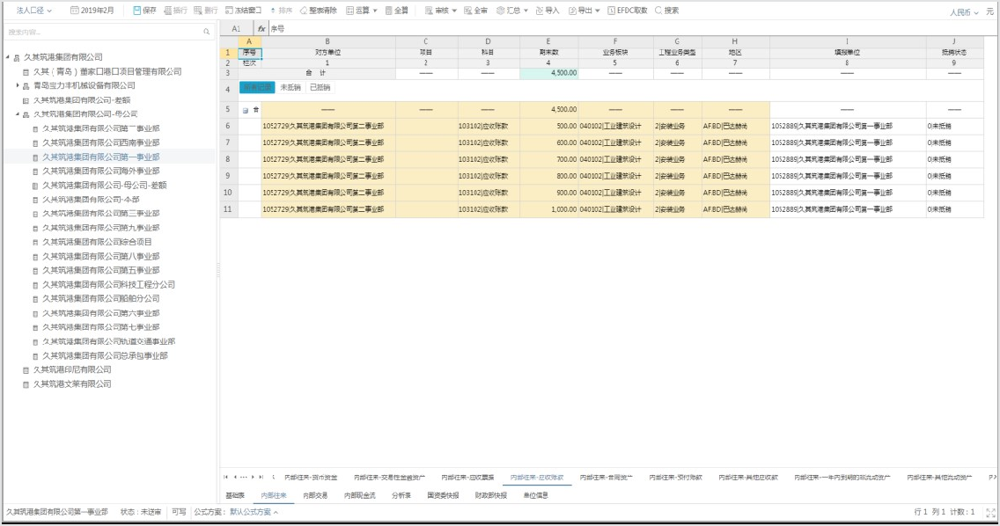 法人口径 2019年2月 保存 插行 删行 冻结窗口 排序 整表清除 运算 全算 审核 全审 汇总 导入 导出 EFDC取数 搜索 人民币 元
搜索内容...
A1 fx 序号
A B C D E F G H I J
1 序号 对方单位 项目 科目 期末数 业务板块 工程业务类型 地区 填报单位 抵销状态
2 栏次 1 2 3 4 5 6 7 8 9
3 合 计 —— —— 4,500.00 —— —— —— —— ——
4 所有记录 未抵销 已抵销
5 —— —— —— 4,500.00 —— —— —— —— ——
6 1052729|久其筑港集团有限公司第二事业部 103102|应收账款 500.00 040102|工业建筑设计 2|安装业务 AF.BD|巴达赫尚 1052889|久其筑港集团有限公司第一事业部 0|未抵销
7 1052729|久其筑港集团有限公司第二事业部 103102|应收账款 600.00 040102|工业建筑设计 2|安装业务 AF.BD|巴达赫尚 1052889|久其筑港集团有限公司第一事业部 0|未抵销
8 1052729|久其筑港集团有限公司第二事业部 103102|应收账款 700.00 040102|工业建筑设计 2|安装业务 AF.BD|巴达赫尚 1052889|久其筑港集团有限公司第一事业部 0|未抵销
9 1052729|久其筑港集团有限公司第二事业部 103102|应收账款 800.00 040102|工业建筑设计 2|安装业务 AF.BD|巴达赫尚 1052889|久其筑港集团有限公司第一事业部 0|未抵销
10 1052729|久其筑港集团有限公司第二事业部 103102|应收账款 900.00 040102|工业建筑设计 2|安装业务 AF.BD|巴达赫尚 1052889|久其筑港集团有限公司第一事业部 0|未抵销
11 1052729|久其筑港集团有限公司第二事业部 103102|应收账款 1,000.00 040102|工业建筑设计 2|安装业务 AF.BD|巴达赫尚 1052889|久其筑港集团有限公司第一事业部 0|未抵销
久其筑港集团有限公司
久其（青岛）董家口港口项目管理有限公司
青岛宝力丰机械设备有限公司
久其筑港集团有限公司-差额
久其筑港集团有限公司-母公司
久其筑港集团有限公司第二事业部
久其筑港集团有限公司西南事业部
久其筑港集团有限公司第一事业部
久其筑港集团有限公司海外事业部
久其筑港集团有限公司-母公司-差额
久其筑港集团有限公司-本部
久其筑港集团有限公司第三事业部
久其筑港集团有限公司第九事业部
久其筑港集团有限公司综合项目
久其筑港集团有限公司第八事业部
久其筑港集团有限公司第五事业部
久其筑港集团有限公司科技工程分公司
久其筑港集团有限公司船舶分公司
久其筑港集团有限公司第六事业部
久其筑港集团有限公司第七事业部
久其筑港集团有限公司轨道交通事业部
久其筑港集团有限公司总承包事业部
久其筑港印尼有限公司
久其筑港文莱有限公司
内部往来-货币资金 内部往来-交易性金融资产 内部往来-应收票据 内部往来-应收账款 内部往来-合同资产 内部往来-预付账款 内部往来-其他应收款 内部往来-一年内到期的非流动资产 内部往来-其他流动资产
基础表 内部往来 内部交易 内部现金流 分析表 国资委快报 财政部快报 单位信息
久其筑港集团有限公司第一事业部 状态：未送审 可写 公式方案： 默认公式方案 行 1 列 1 计数：1